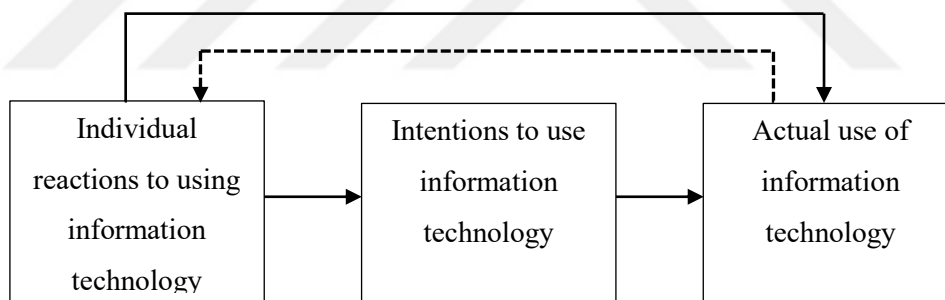 Individual
reactions to using
information
technology
Intentions to use
information
technology
Actual use of
information
technology